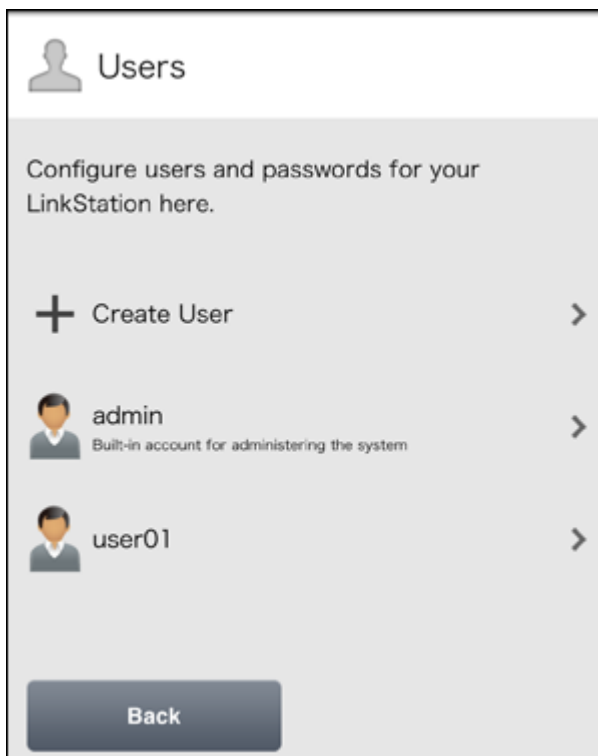 Users
Configure users and passwords for your
LinkStation here.
Create User
admin
Built-in account for administering the system
user01
Back